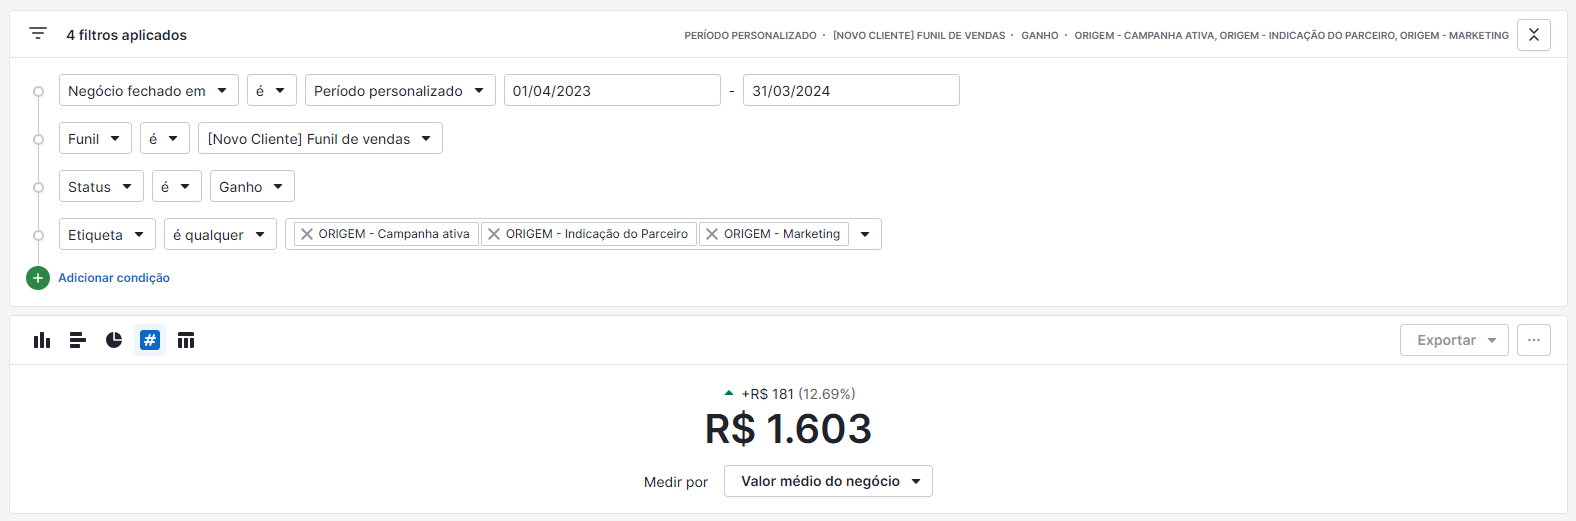 4 filtros aplicados
PERÍODO PERSONALIZADO · [NOVO CLIENTE] FUNIL DE VENDAS · GANHO · ORIGEM - CAMPANHA ATIVA, ORIGEM - INDICAÇÃO DO PARCEIRO, ORIGEM - MARKETING
Negócio fechado em é Período personalizado 01/04/2023 - 31/03/2024
Funil é [Novo Cliente] Funil de vendas
Status é Ganho
Etiqueta é qualquer ORIGEM - Campanha ativa ORIGEM - Indicação do Parceiro ORIGEM - Marketing
Adicionar condição
Exportar
+R$ 181 (12.69%)
R$ 1.603
Medir por Valor médio do negócio